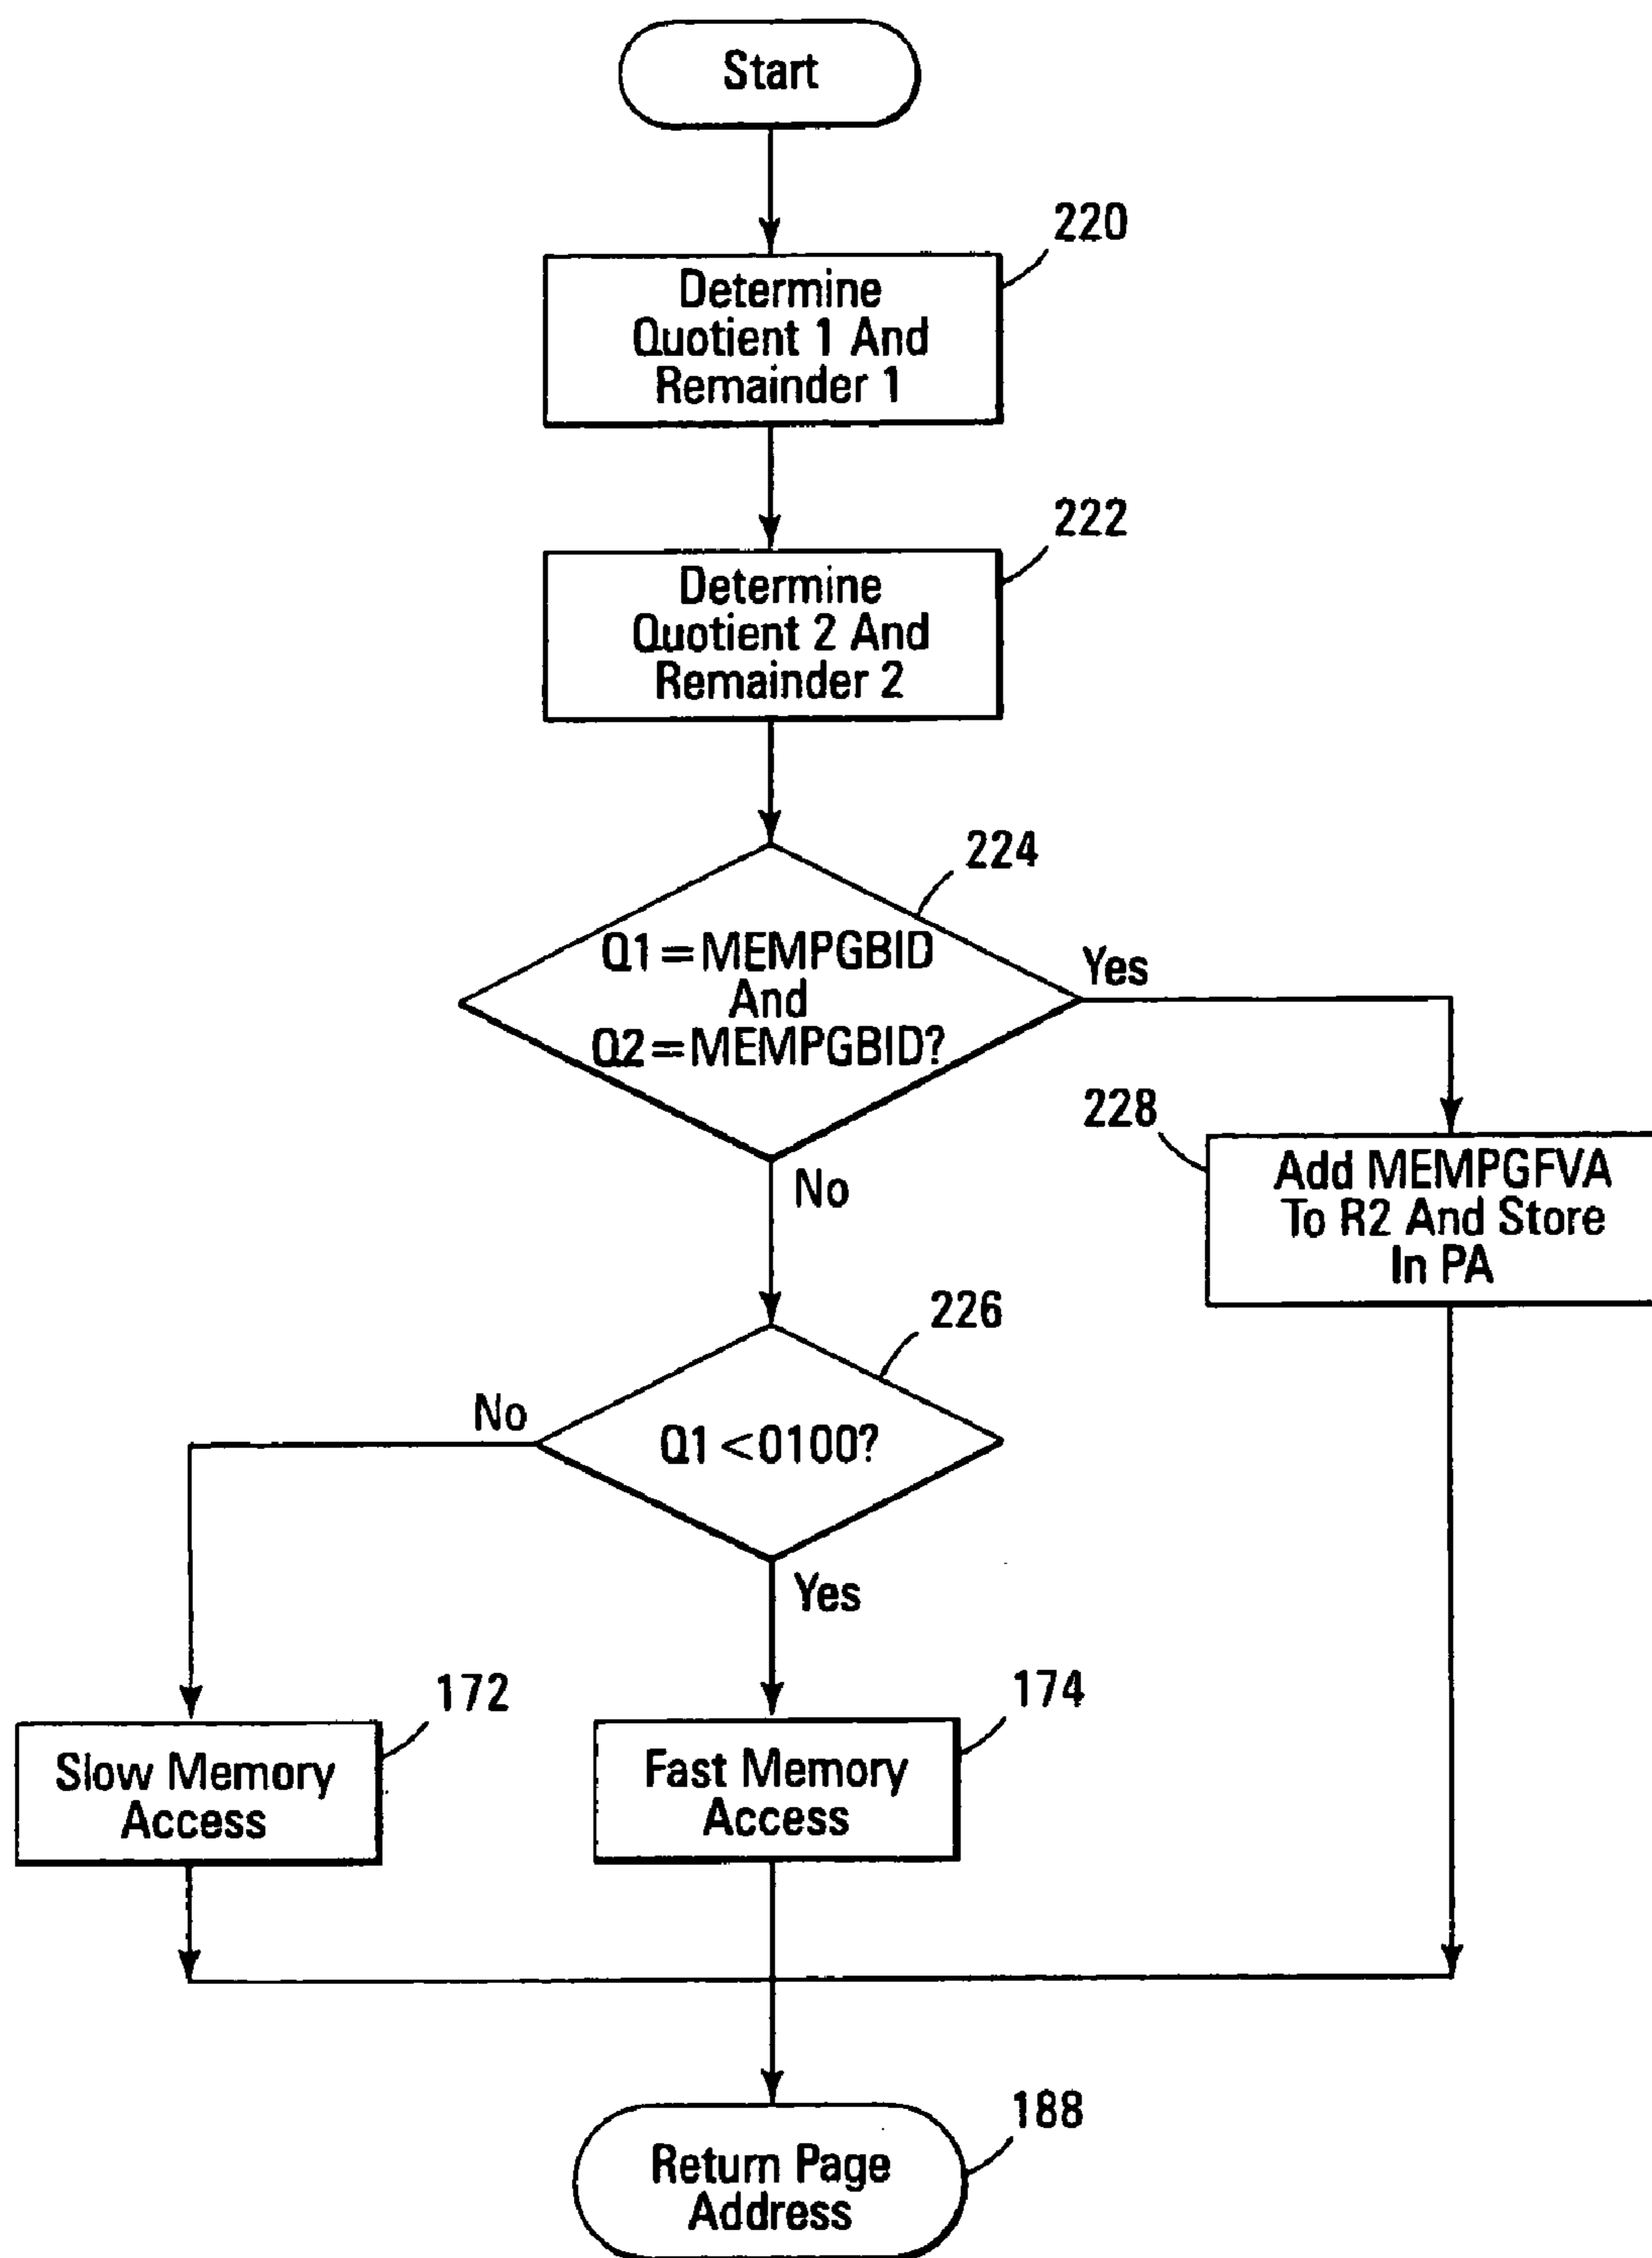 Start
220
Determine
Quotient 1 And
Remainder 1
222
Determine
Quotient 2 And
Remainder 2
224
Q1=MEMPGBID
And
Q2=MEMPGBID?
Yes
No
228
Add MEMPGFVA
To R2 And Store
In PA
226
Q1<0100?
No
Yes
172
Slow Memory
Access
174
Fast Memory
Access
188
Return Page
Address